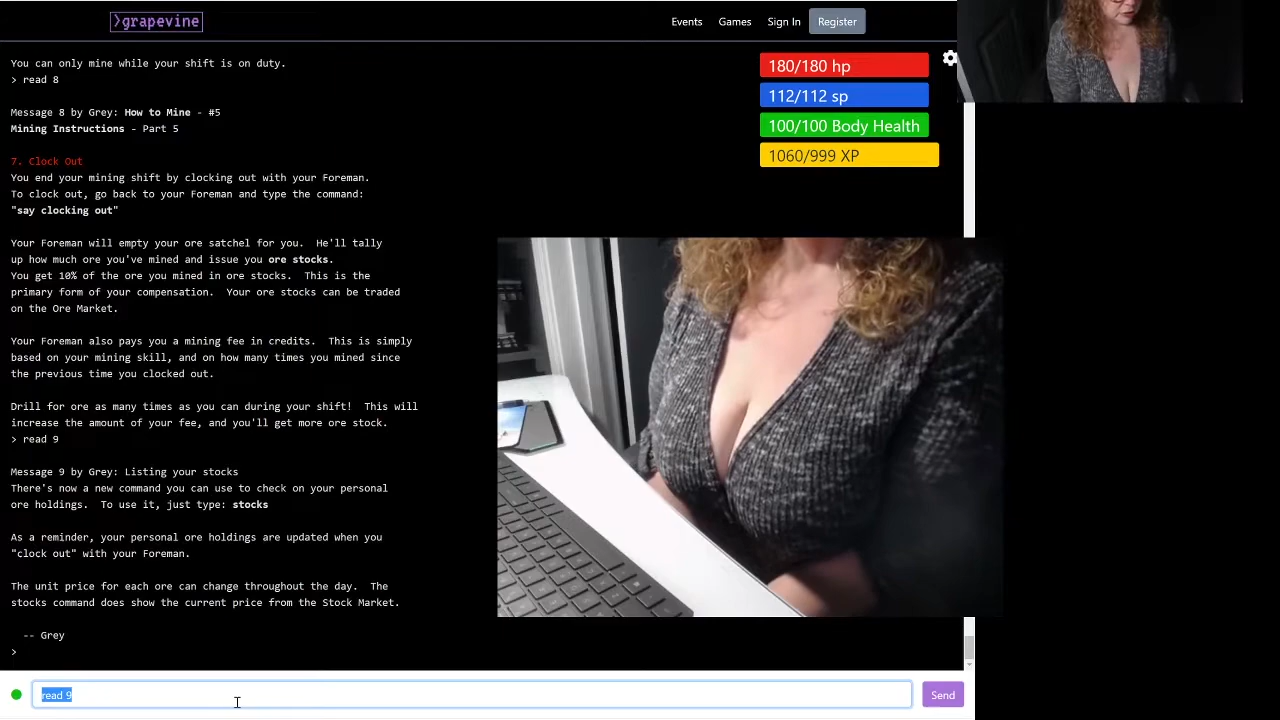 >grapevine
Events Games Sign In Register
You can only mine while your shift is on duty.
> read 8
Message 8 by Grey: How to Mine - #5
Mining Instructions - Part 5
7. Clock Out
You end your mining shift by clocking out with your Foreman.
To clock out, go back to your Foreman and type the command:
"say clocking out"
Your Foreman will empty your ore satchel for you. He'll tally
up how much ore you've mined and issue you ore stocks.
You get 10% of the ore you mined in ore stocks. This is the
primary form of your compensation. Your ore stocks can be traded
on the Ore Market.
Your Foreman also pays you a mining fee in credits. This is simply
based on your mining skill, and on how many times you mined since
the previous time you clocked out.
Drill for ore as many times as you can during your shift! This will
increase the amount of your fee, and you'll get more ore stock.
> read 9
Message 9 by Grey: Listing your stocks
There's now a new command you can use to check on your personal
ore holdings. To use it, just type: stocks
As a reminder, your personal ore holdings are updated when you
"clock out" with your Foreman.
The unit price for each ore can change throughout the day. The
stocks command does show the current price from the Stock Market.
-- Grey
>
180/180 hp
112/112 sp
100/100 Body Health
1060/999 XP
read 9
Send